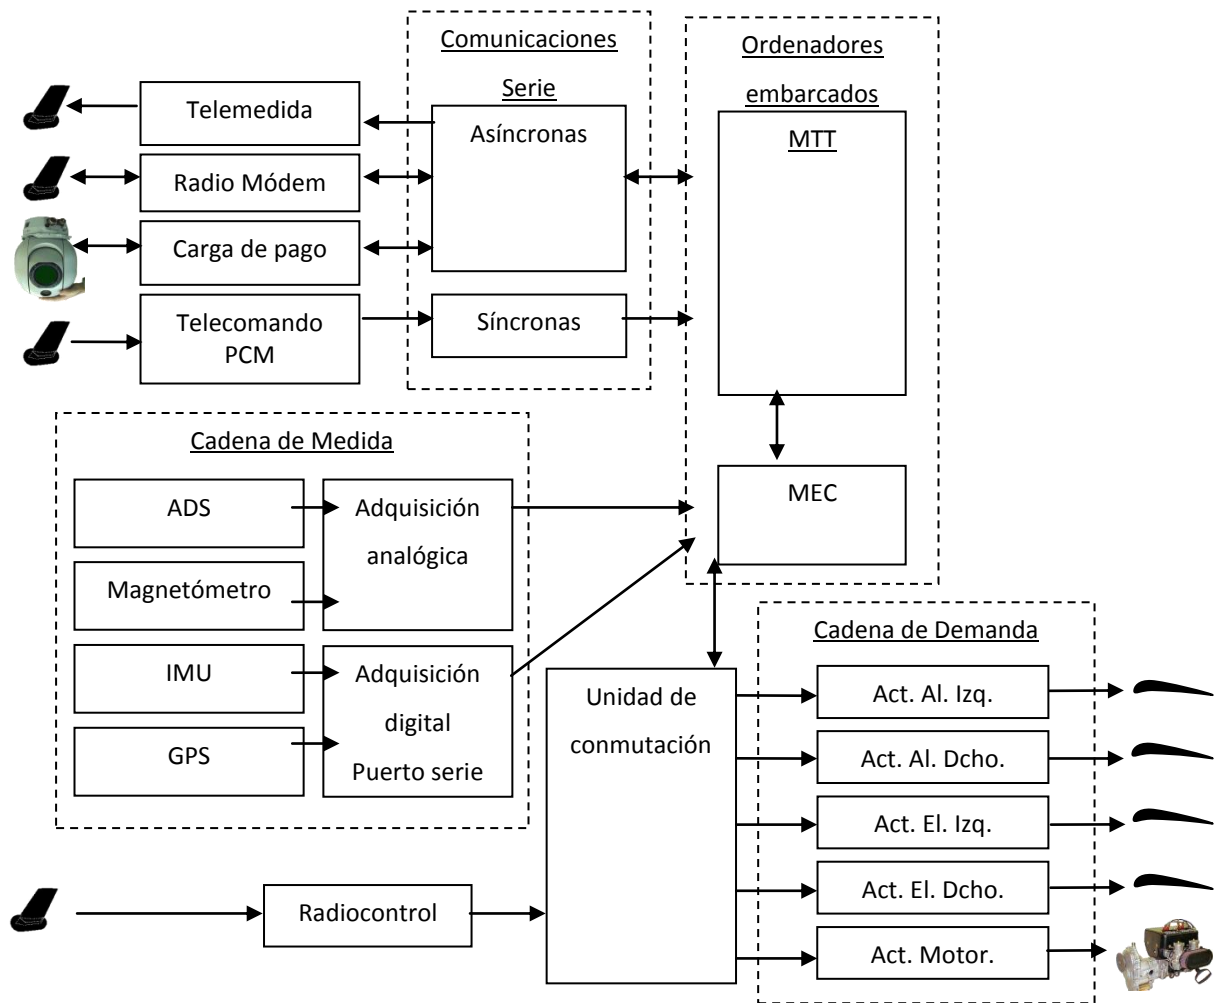 Comunicaciones
Serie
Ordenadores
embarcados
Telemedida
Asíncronas
MTT
Radio Módem
Carga de pago
Telecomando
PCM
Síncronas
Cadena de Medida
ADS
Adquisición
analógica
Magnetómetro
IMU
Adquisición
digital
Puerto serie
GPS
MEC
Cadena de Demanda
Unidad de
conmutación
Act. Al. Izq.
Act. Al. Dcho.
Act. El. Izq.
Act. El. Dcho.
Act. Motor.
Radiocontrol